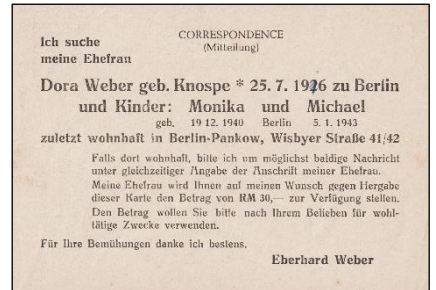 CORRESPONDENCE
(Mitteilung)
Ich suche
meine Ehefrau
Dora Weber geb. Knospe * 25. 7. 1926 zu Berlin
und Kinder: Monika und Michael
geb. 19 12. 1940 Berlin 5. 1. 1943
zuletzt wohnhaft in Berlin-Pankow, Wisbyer Straße 41/42
Falls dort wohnhaft, bitte ich um möglichst baldige Nachricht
unter gleichzeitiger Angabe der Anschrift meiner Ehefrau.
Meine Ehefrau wird Ihnen auf meinen Wunsch gegen Hergabe
dieser Karte den Betrag von RM 30,— zur Verfügung stellen.
Den Betrag wollen Sie bitte nach Ihrem Belieben für wohl-
tätige Zwecke verwenden.
Für Ihre Bemühungen danke ich bestens.
Eberhard Weber